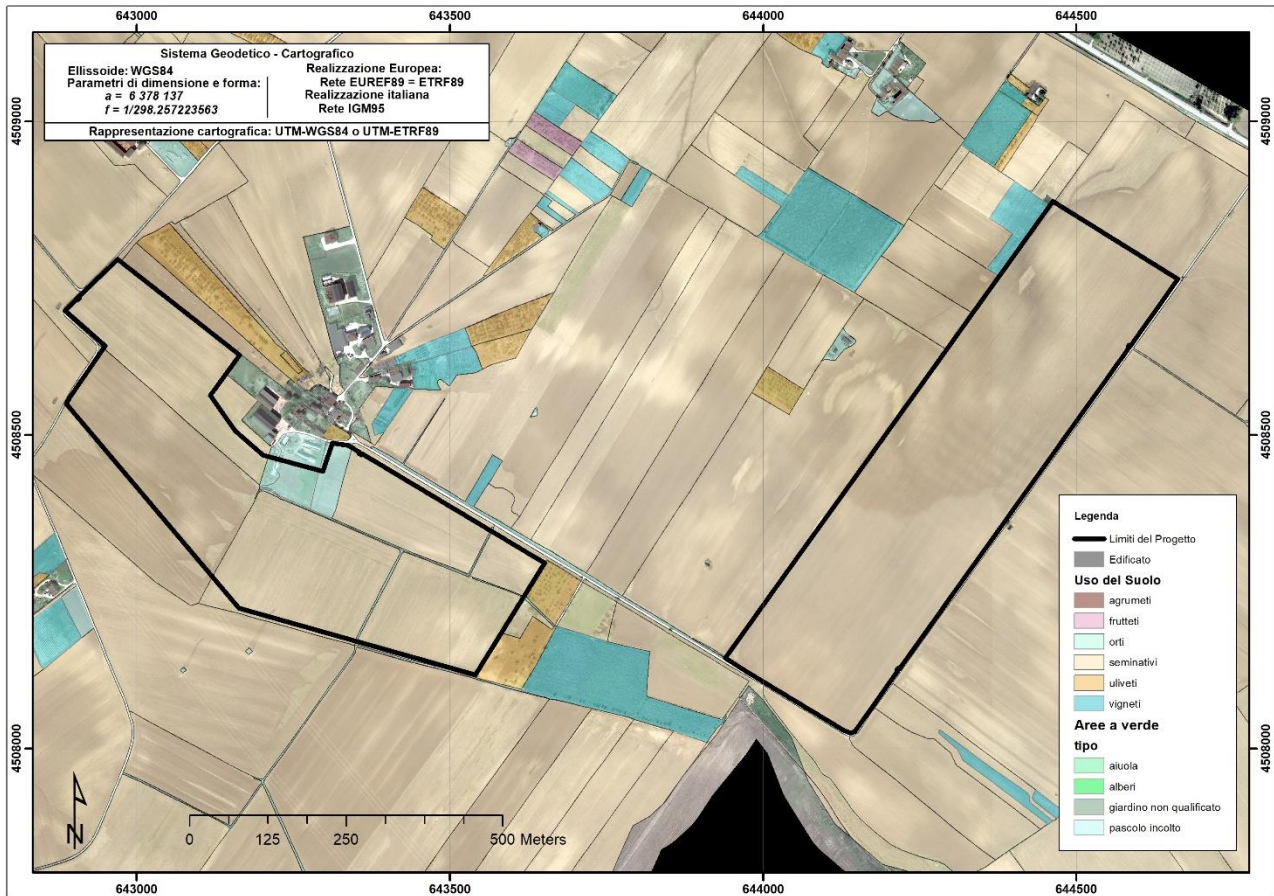 643000 643500 644000 644500
Sistema Geodetico - Cartografico
Ellissoide: WGS84
Parametri di dimensione e forma:
a = 6 378 137
f = 1/298.257223563
Realizzazione Europea:
Rete EUREF89 = ETRF89
Realizzazione italiana
Rete IGM95
Rappresentazione cartografica: UTM-WGS84 o UTM-ETRF89
4509000 4509000
4508500 4508500
4508000 4508000
Legenda
Limiti del Progetto
Edificato
Uso del Suolo
agrumeti
frutteti
orti
seminativi
uliveti
vigneti
Aree a verde
tipo
aiuola
alberi
giardino non qualificato
pascolo incolto
N
0 125 250 500 Meters
643000 643500 644000 644500